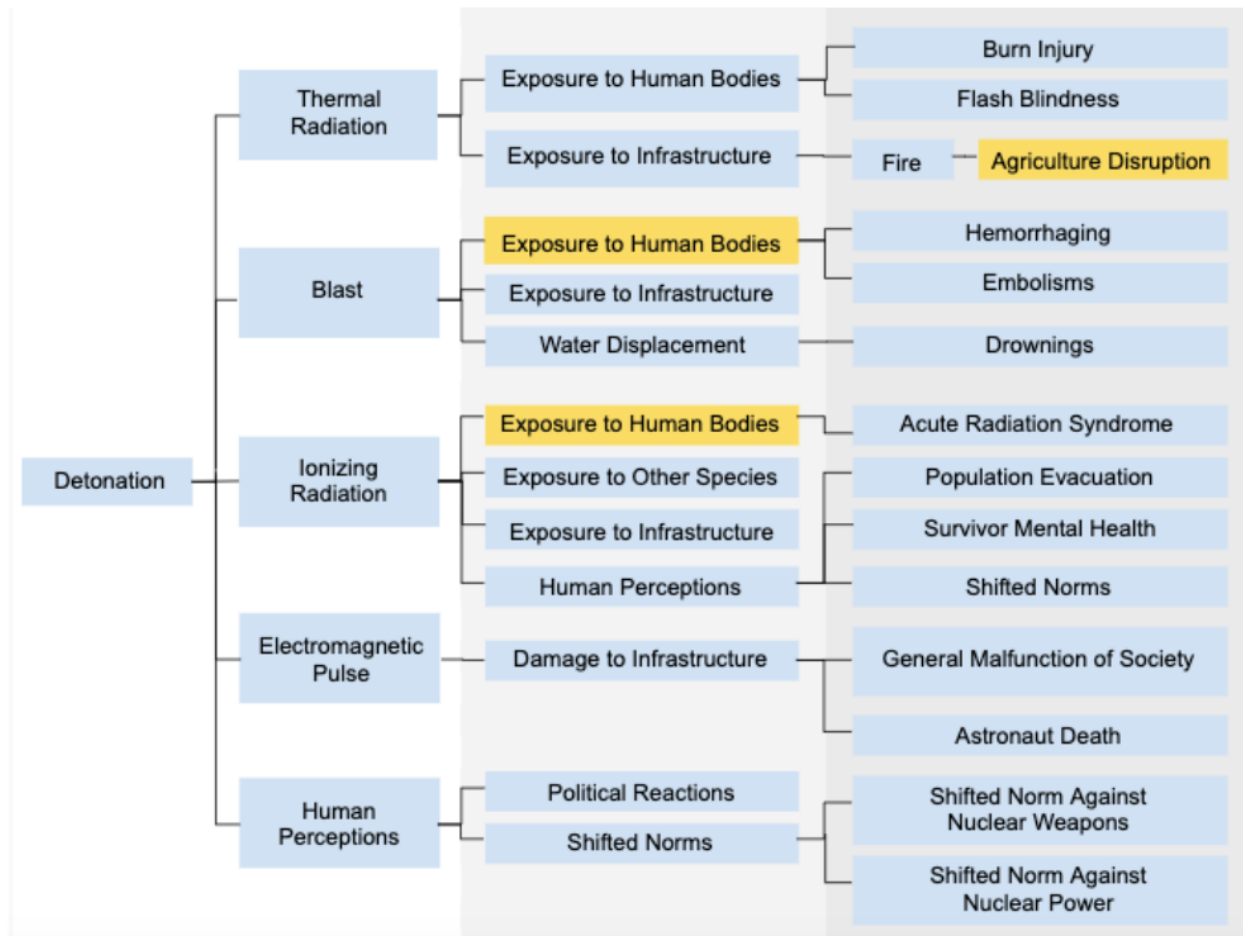 Detonation
Thermal
Radiation
Exposure to Human Bodies
Burn Injury
Flash Blindness
Exposure to Infrastructure
Fire
Agriculture Disruption
Blast
Exposure to Human Bodies
Hemorrhaging
Embolisms
Exposure to Infrastructure
Water Displacement
Drownings
Ionizing
Radiation
Exposure to Human Bodies
Acute Radiation Syndrome
Exposure to Other Species
Exposure to Infrastructure
Human Perceptions
Population Evacuation
Survivor Mental Health
Shifted Norms
Electromagnetic
Pulse
Damage to Infrastructure
General Malfunction of Society
Astronaut Death
Human
Perceptions
Political Reactions
Shifted Norms
Shifted Norm Against
Nuclear Weapons
Shifted Norm Against
Nuclear Power